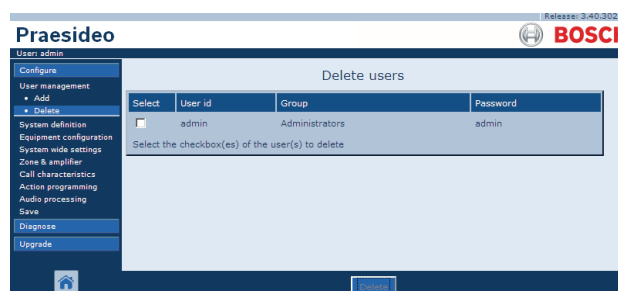 Release: 3.40.302
Praesideo
BOSCH
User: admin
Configure
User management
• Add
• Delete
System definition
Equipment configuration
System wide settings
Zone & amplifier
Call characteristics
Action programming
Audio processing
Save
Diagnose
Upgrade
Delete users
Select User id Group Password
admin Administrators admin
Select the checkbox(es) of the user(s) to delete
Delete